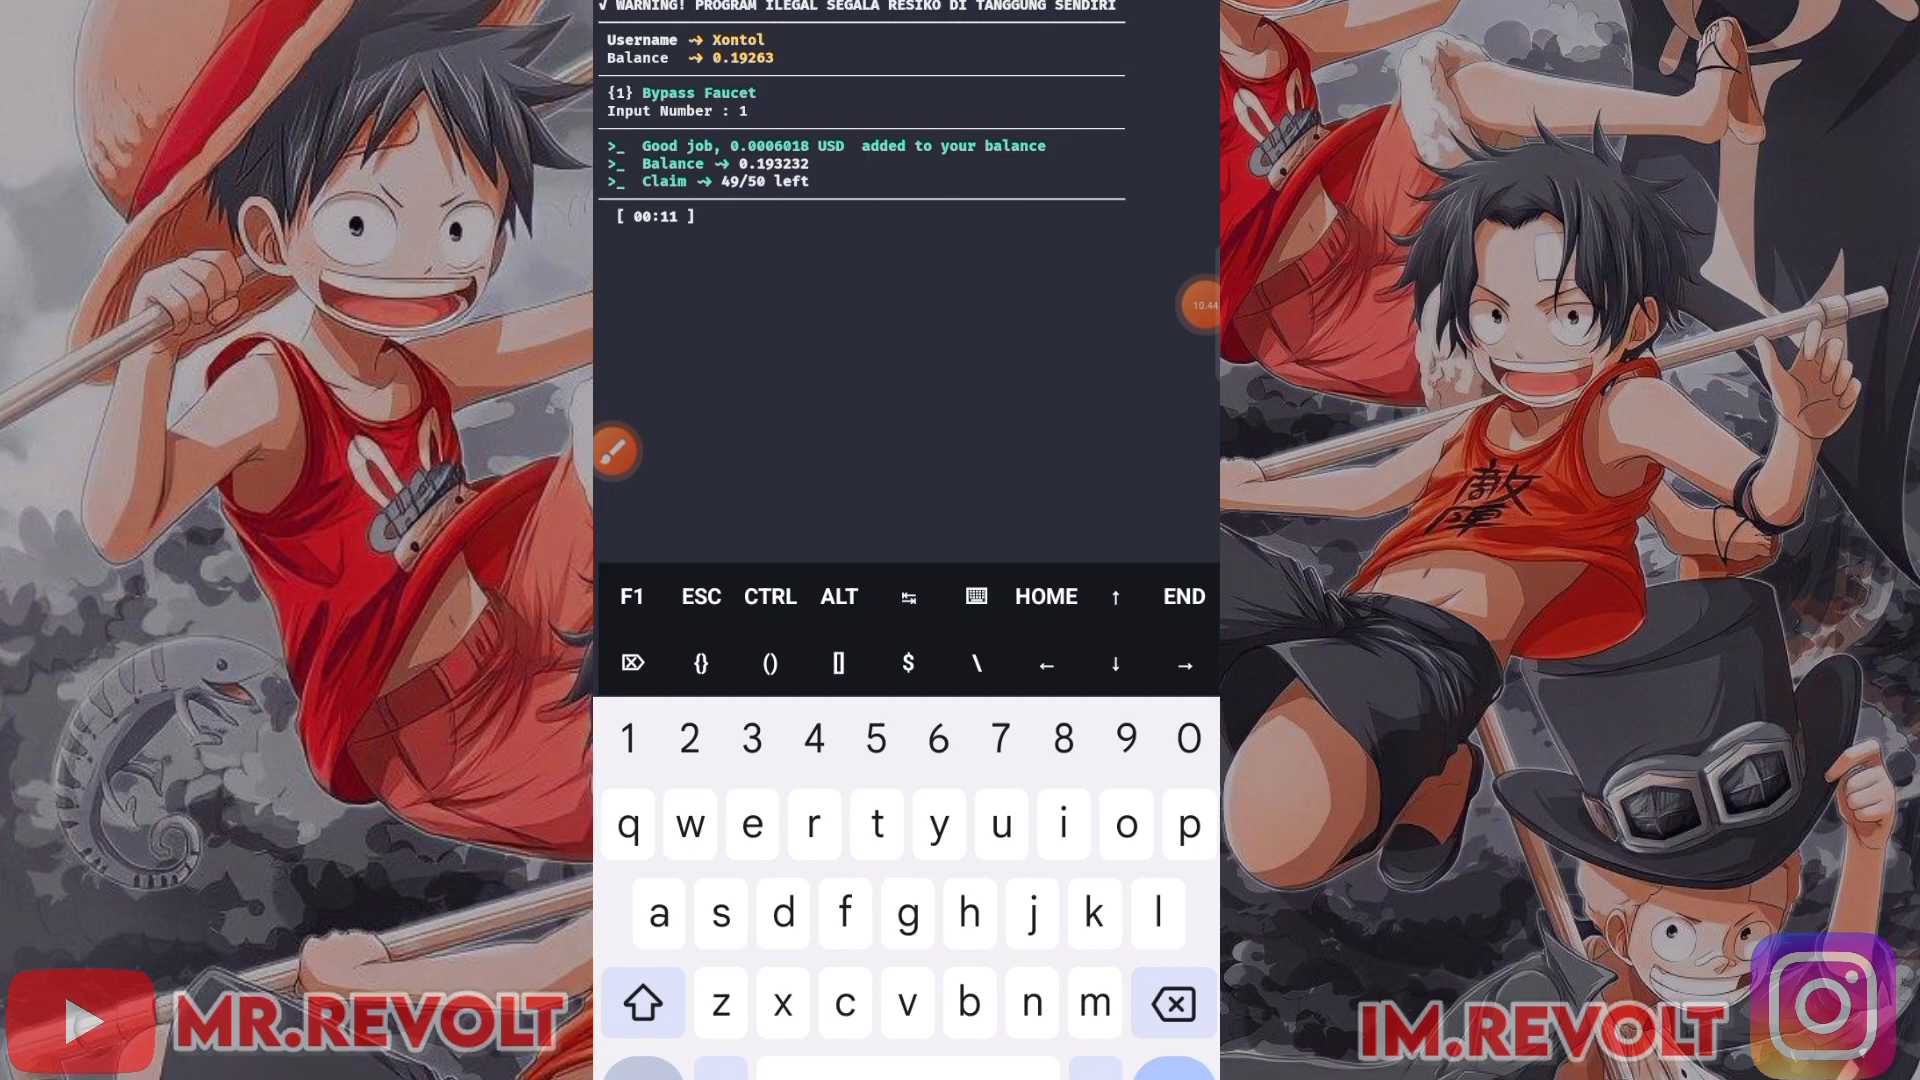 √ WARNING! PROGRAM ILEGAL SEGALA RESIKO DI TANGGUNG SENDIRI
Username ⇝ Xontol
Balance ⇝ 0.19263
{1} Bypass Faucet
Input Number : 1
>_ Good job, 0.0006018 USD added to your balance
>_ Balance ⇝ 0.193232
>_ Claim ⇝ 49/50 left
[ 00:11 ]
10.44
F1 ESC CTRL ALT ↹ ⌨ HOME ↑ END
⌦ {} () [] $ \ ← ↓ →
1 2 3 4 5 6 7 8 9 0
q w e r t y u i o p
a s d f g h j k l
z x c v b n m
MR.REVOLT
IM.REVOLT